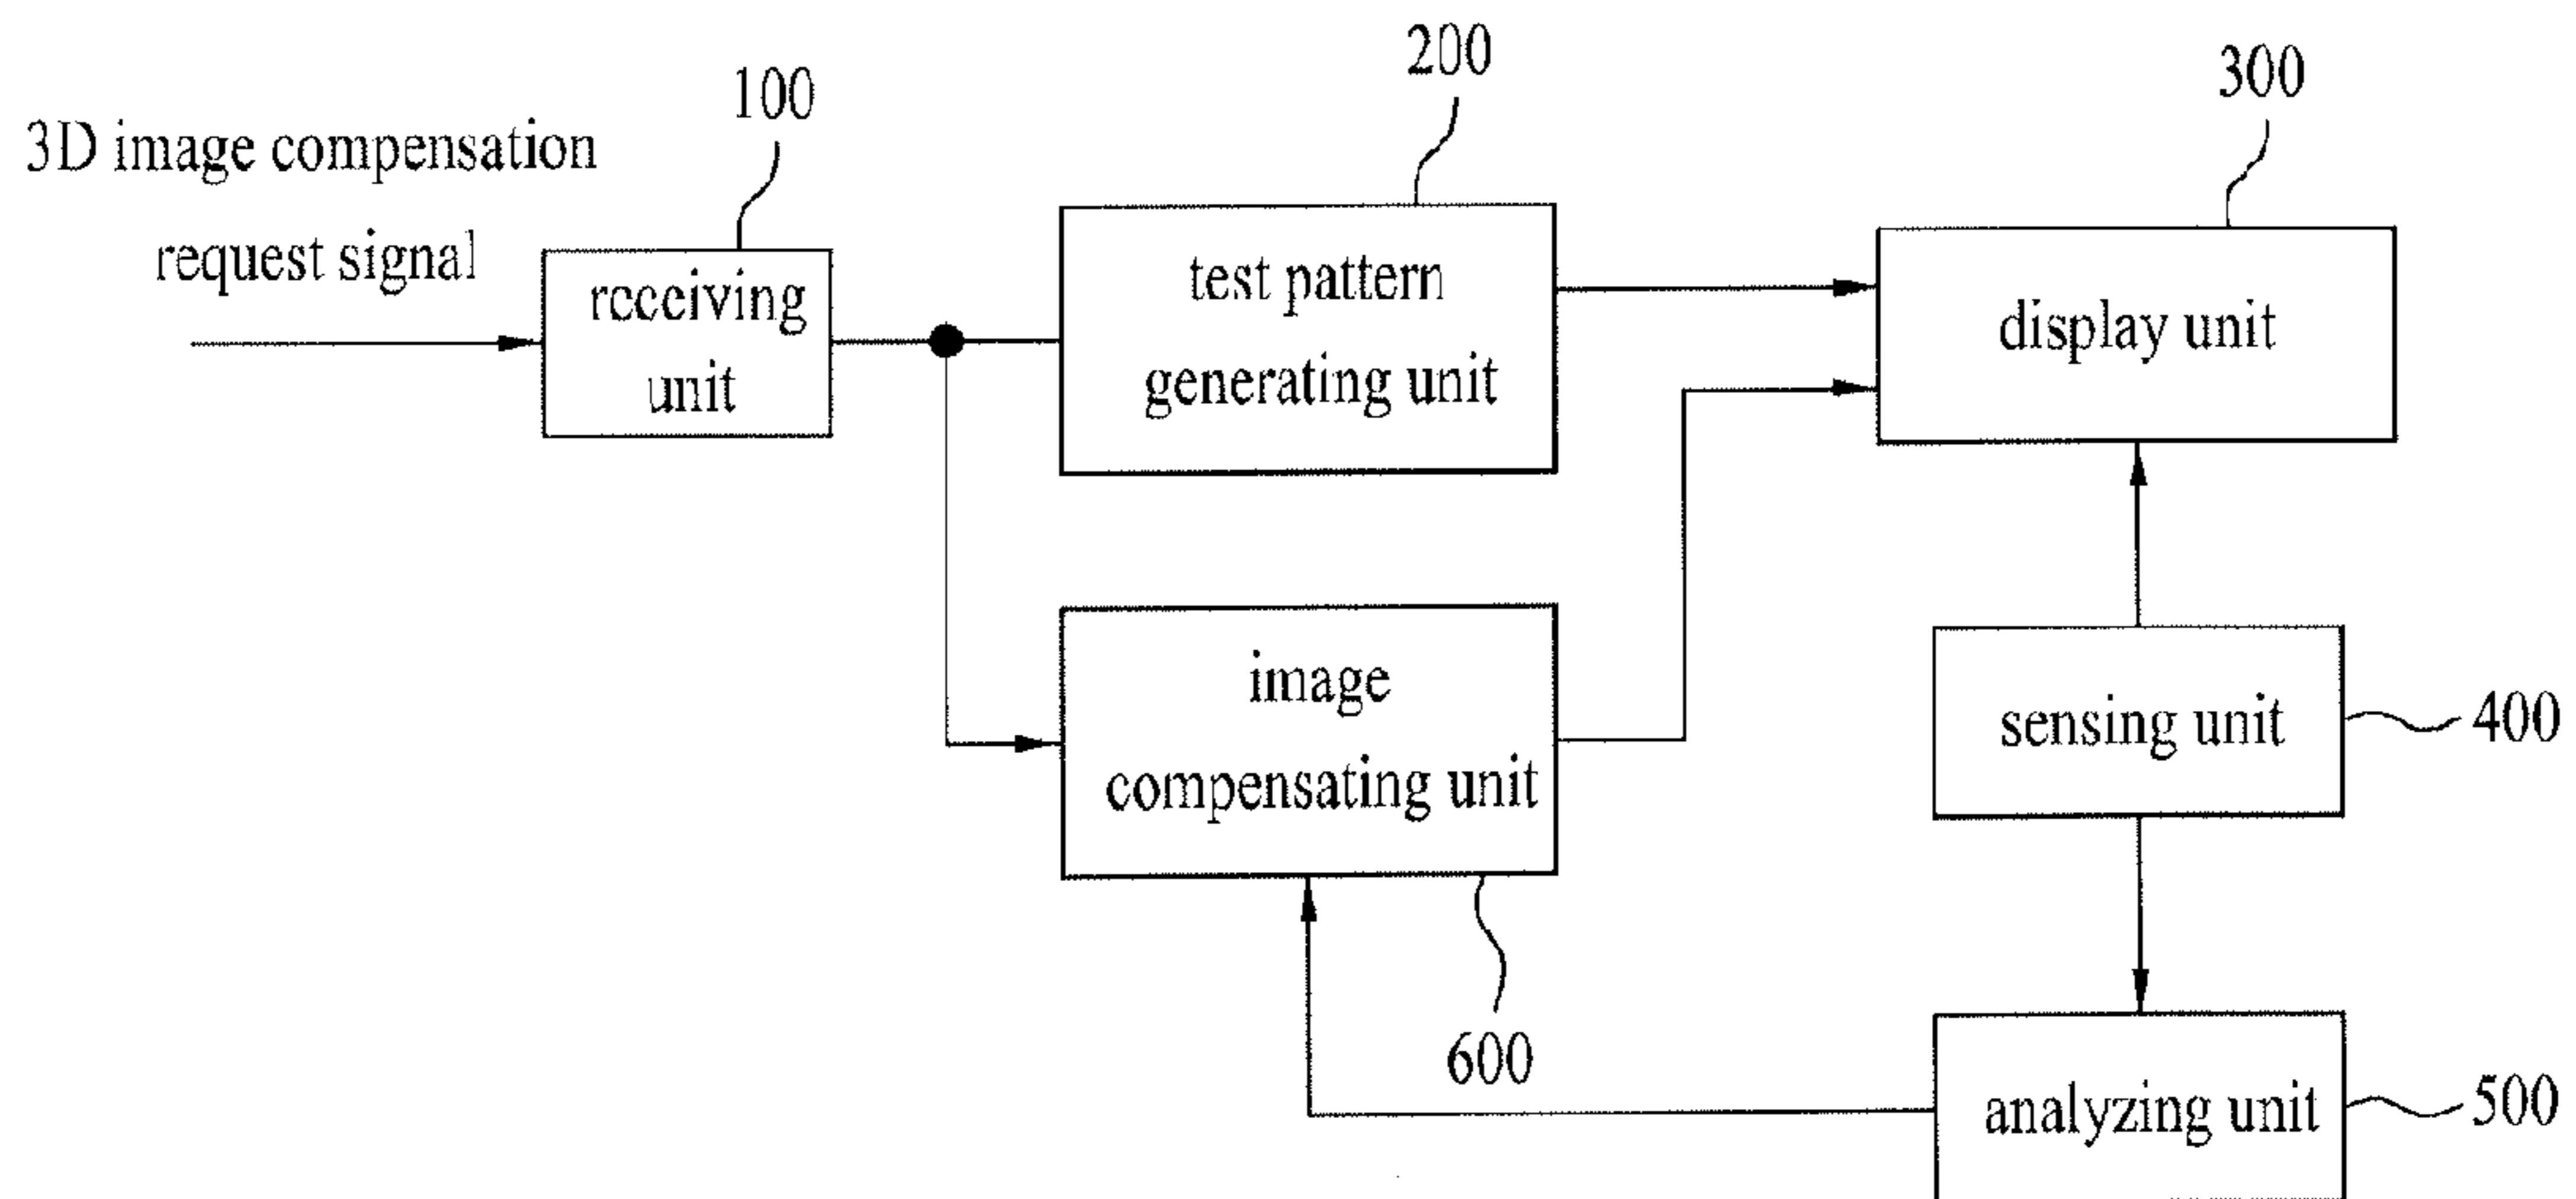 200
300
100
3D image compensation
request signal
receiving
unit
test pattern
generating unit
display unit
image
compensating unit
sensing unit
400
600
analyzing unit
500